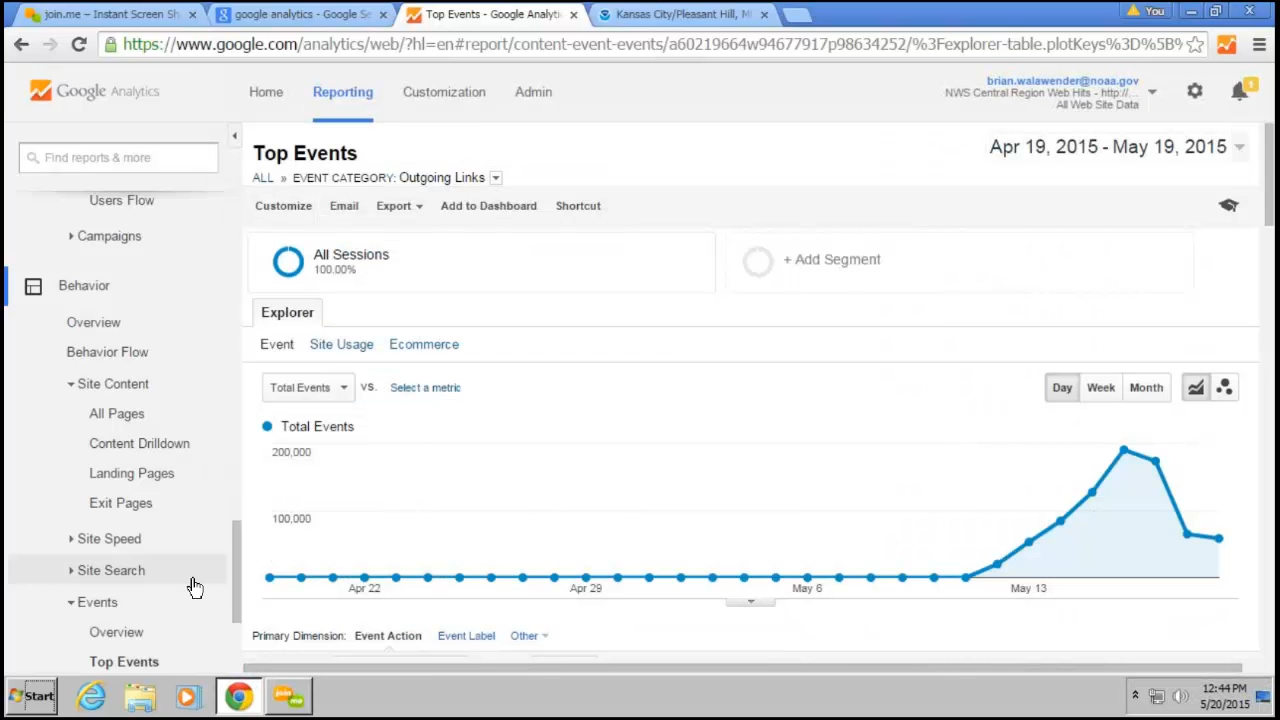 join.me – Instant Screen Sh
google analytics - Google Se
Top Events - Google Analyti
Kansas City/Pleasant Hill, M
You
https://www.google.com/analytics/web/?hl=en#report/content-event-events/a60219664w94677917p98634252/%3Fexplorer-table.plotKeys%3D%5B%
Google Analytics
Home
Reporting
Customization
Admin
brian.walawender@noaa.gov
NWS Central Region Web Hits - http://...
All Web Site Data
1
Find reports & more
Users Flow
Campaigns
Behavior
Overview
Behavior Flow
Site Content
All Pages
Content Drilldown
Landing Pages
Exit Pages
Site Speed
Site Search
Events
Overview
Top Events
Top Events
Apr 19, 2015 - May 19, 2015
ALL » EVENT CATEGORY: Outgoing Links
Customize Email Export Add to Dashboard Shortcut
All Sessions
100.00%
+ Add Segment
Explorer
Event Site Usage Ecommerce
Total Events VS. Select a metric
Day Week Month
Total Events
200,000
100,000
Apr 22 Apr 29 May 6 May 13
Primary Dimension: Event Action Event Label Other
Start
join me
12:44 PM
5/20/2015